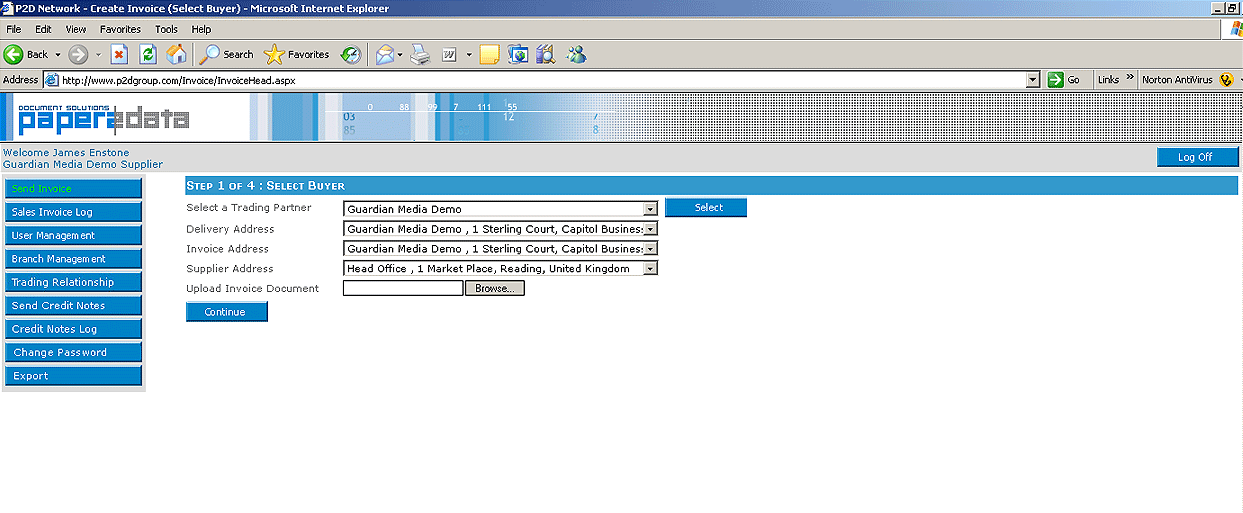 P2D Network - Create Invoice (Select Buyer) - Microsoft Internet Explorer
File Edit View Favorites Tools Help
Back Search Favorites
Address http://www.p2dgroup.com/Invoice/InvoiceHead.aspx Go Links » Norton AntiVirus
DOCUMENT SOLUTIONS
paper2data
0 88 99 7 111 55
03 12 7
85 8
Welcome James Enstone
Guardian Media Demo Supplier
Log Off
Send Invoice
Sales Invoice Log
User Management
Branch Management
Trading Relationship
Send Credit Notes
Credit Notes Log
Change Password
Export
Step 1 of 4 : Select Buyer
Select a Trading Partner Guardian Media Demo Select
Delivery Address Guardian Media Demo , 1 Sterling Court, Capitol Business
Invoice Address Guardian Media Demo , 1 Sterling Court, Capitol Business
Supplier Address Head Office , 1 Market Place, Reading, United Kingdom
Upload Invoice Document Browse...
Continue